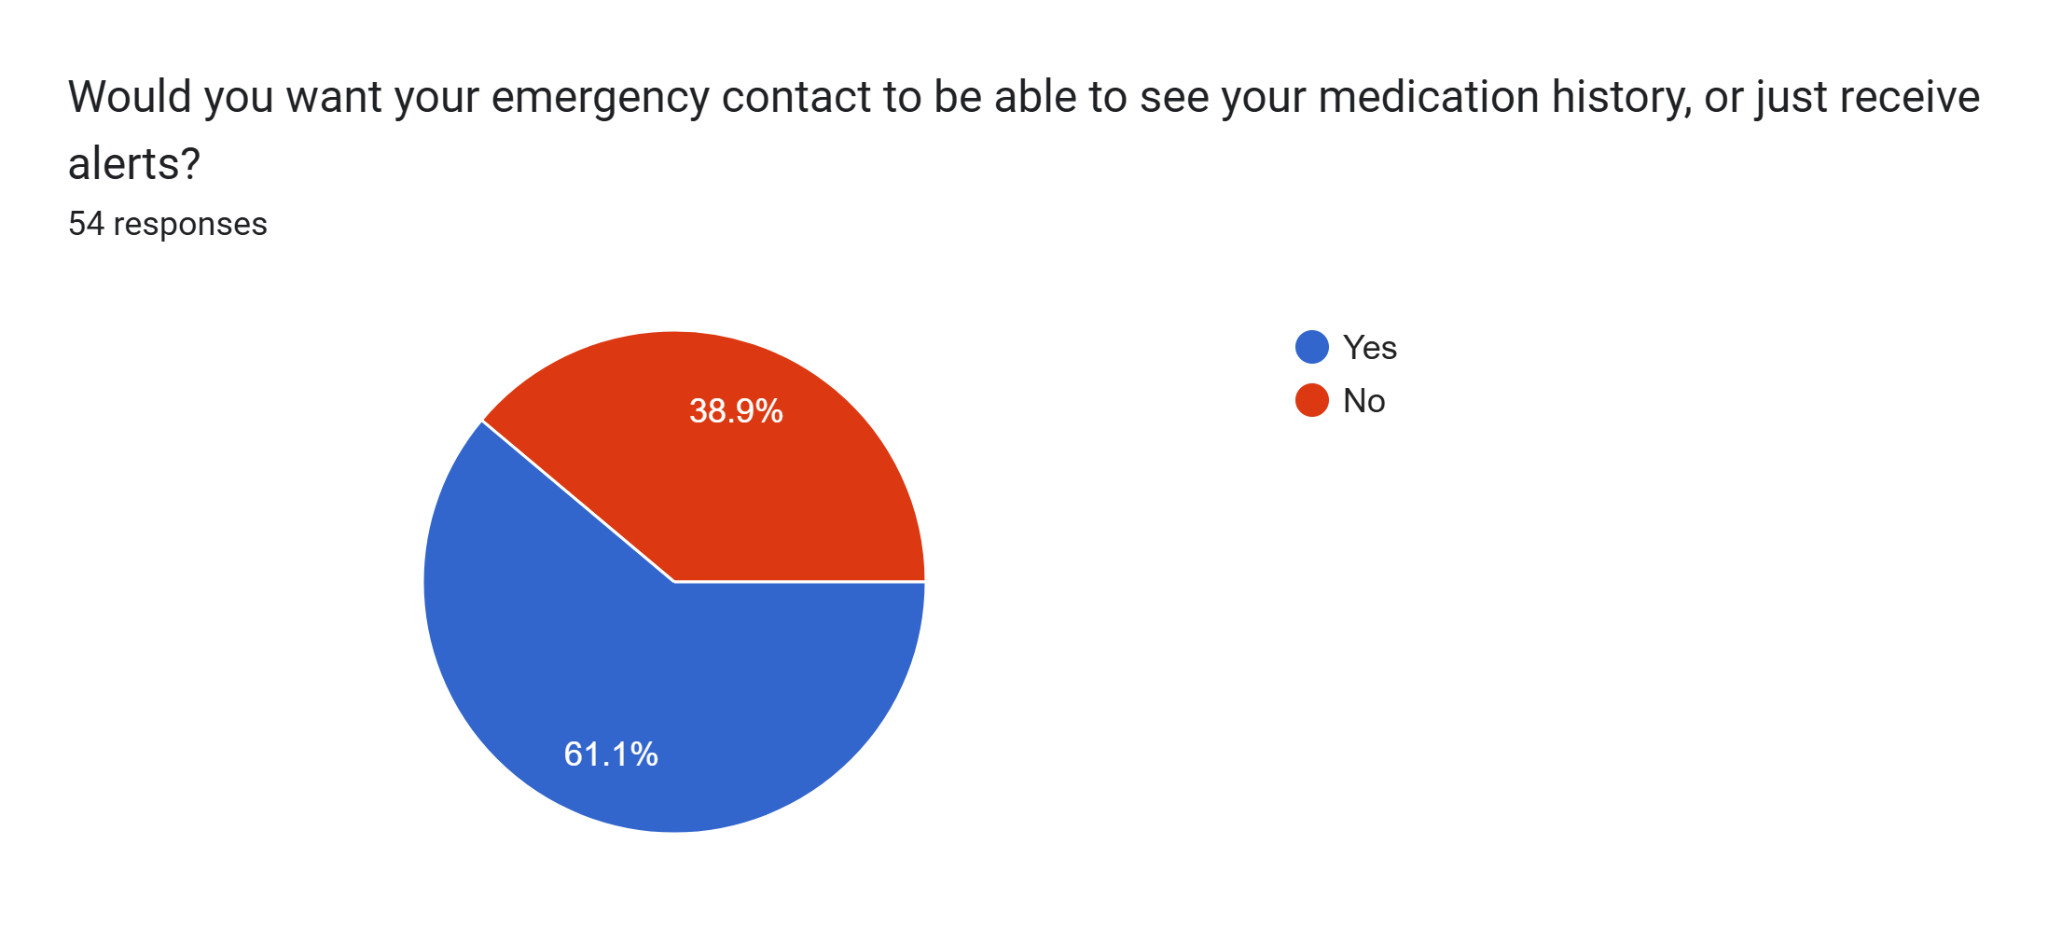 Would you want your emergency contact to be able to see your medication history, or just receive
alerts?
54 responses
Yes
No
38.9%
61.1%